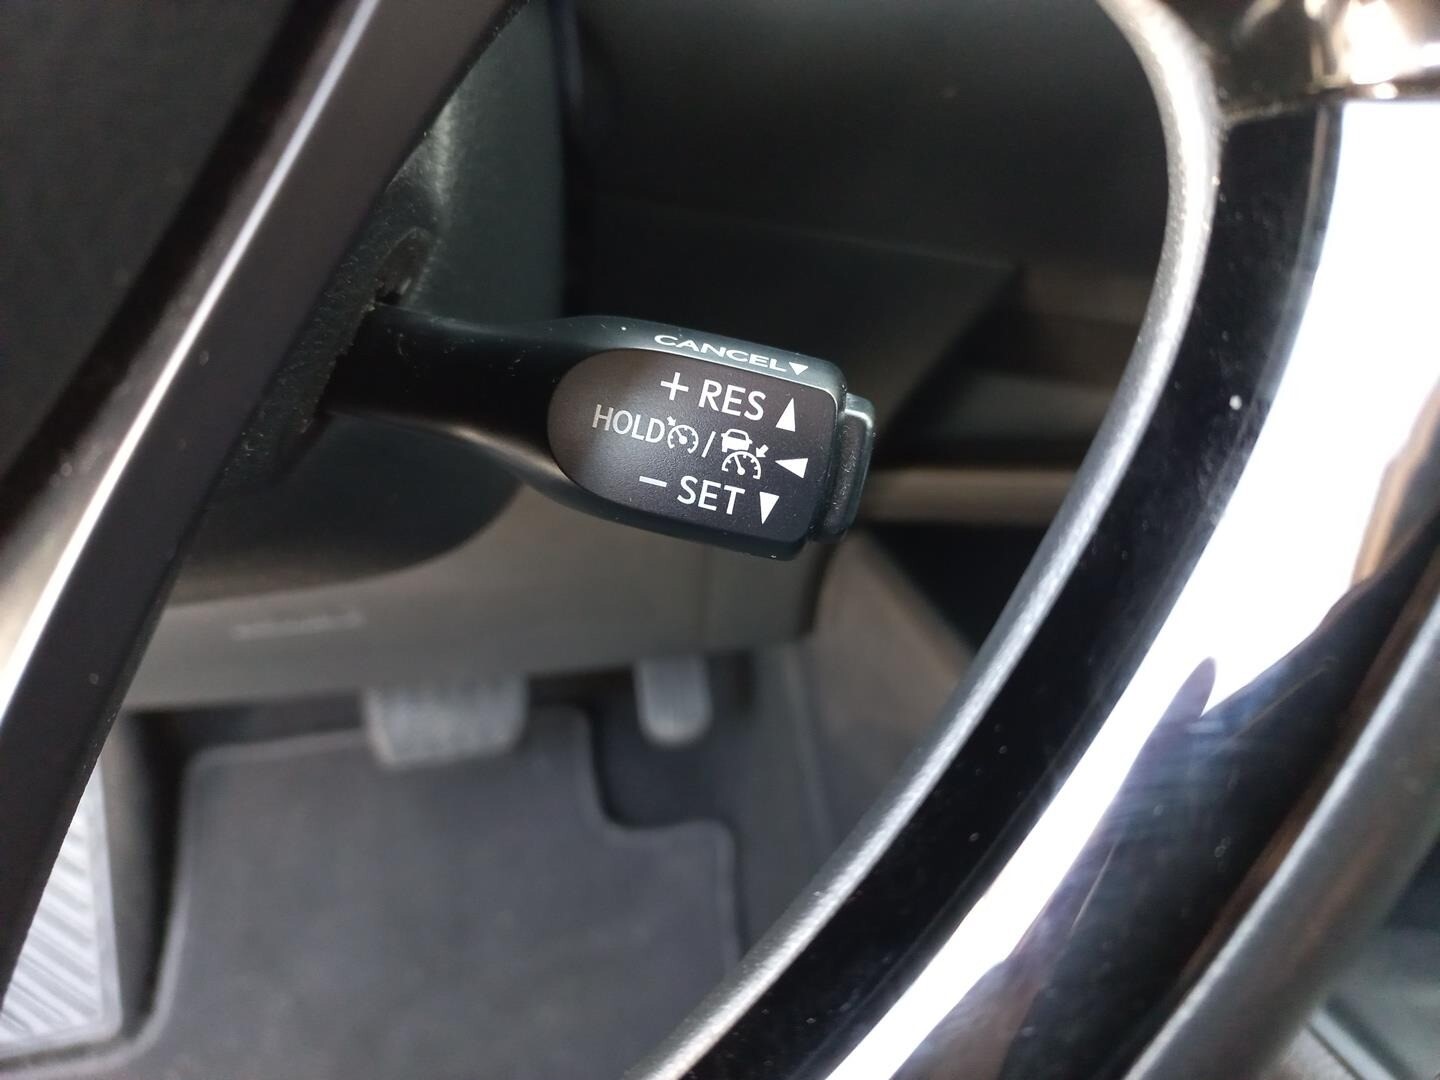 CANCEL▼
+ RES ▲
HOLD / ◀
− SET ▼